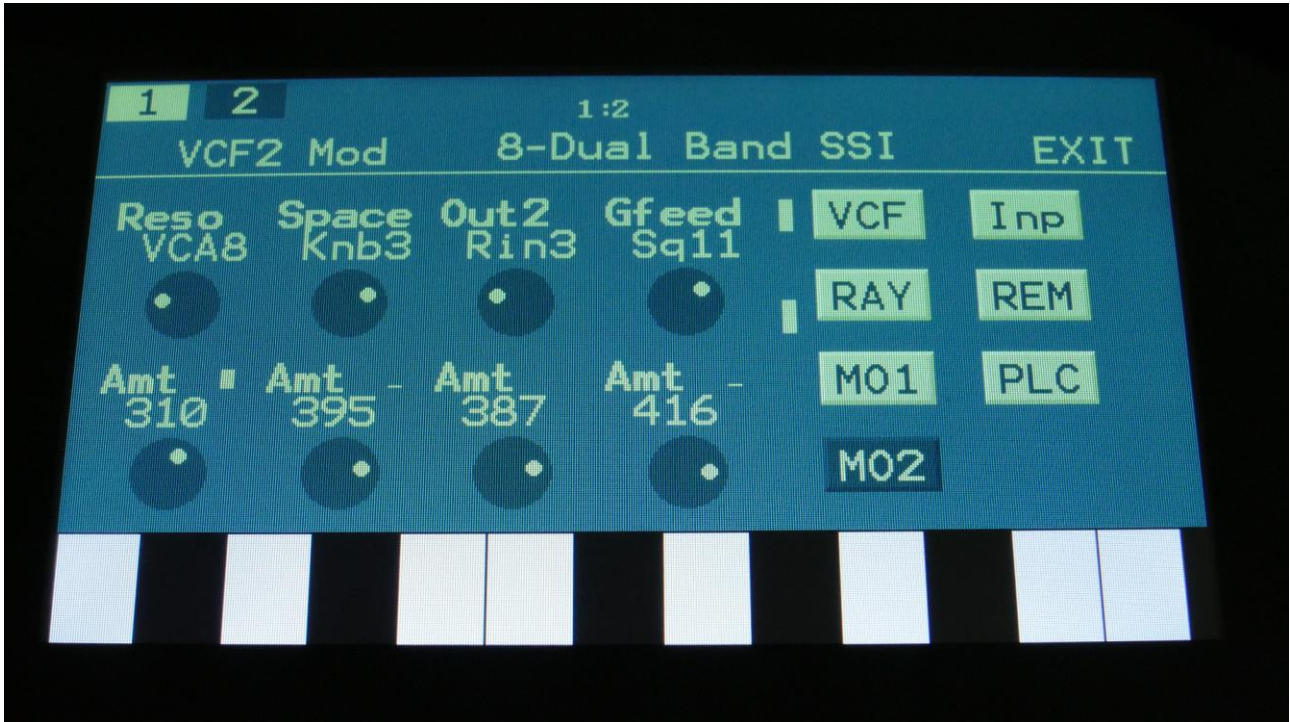 1 2 1:2
VCF2 Mod 8-Dual Band SSI EXIT
Reso Space Out2 Gfeed VCF Inp
VCA8 Knb3 Rin3 Sq11
RAY REM
Amt Amt Amt Amt MO1 PLC
310 395 387 416
MO2